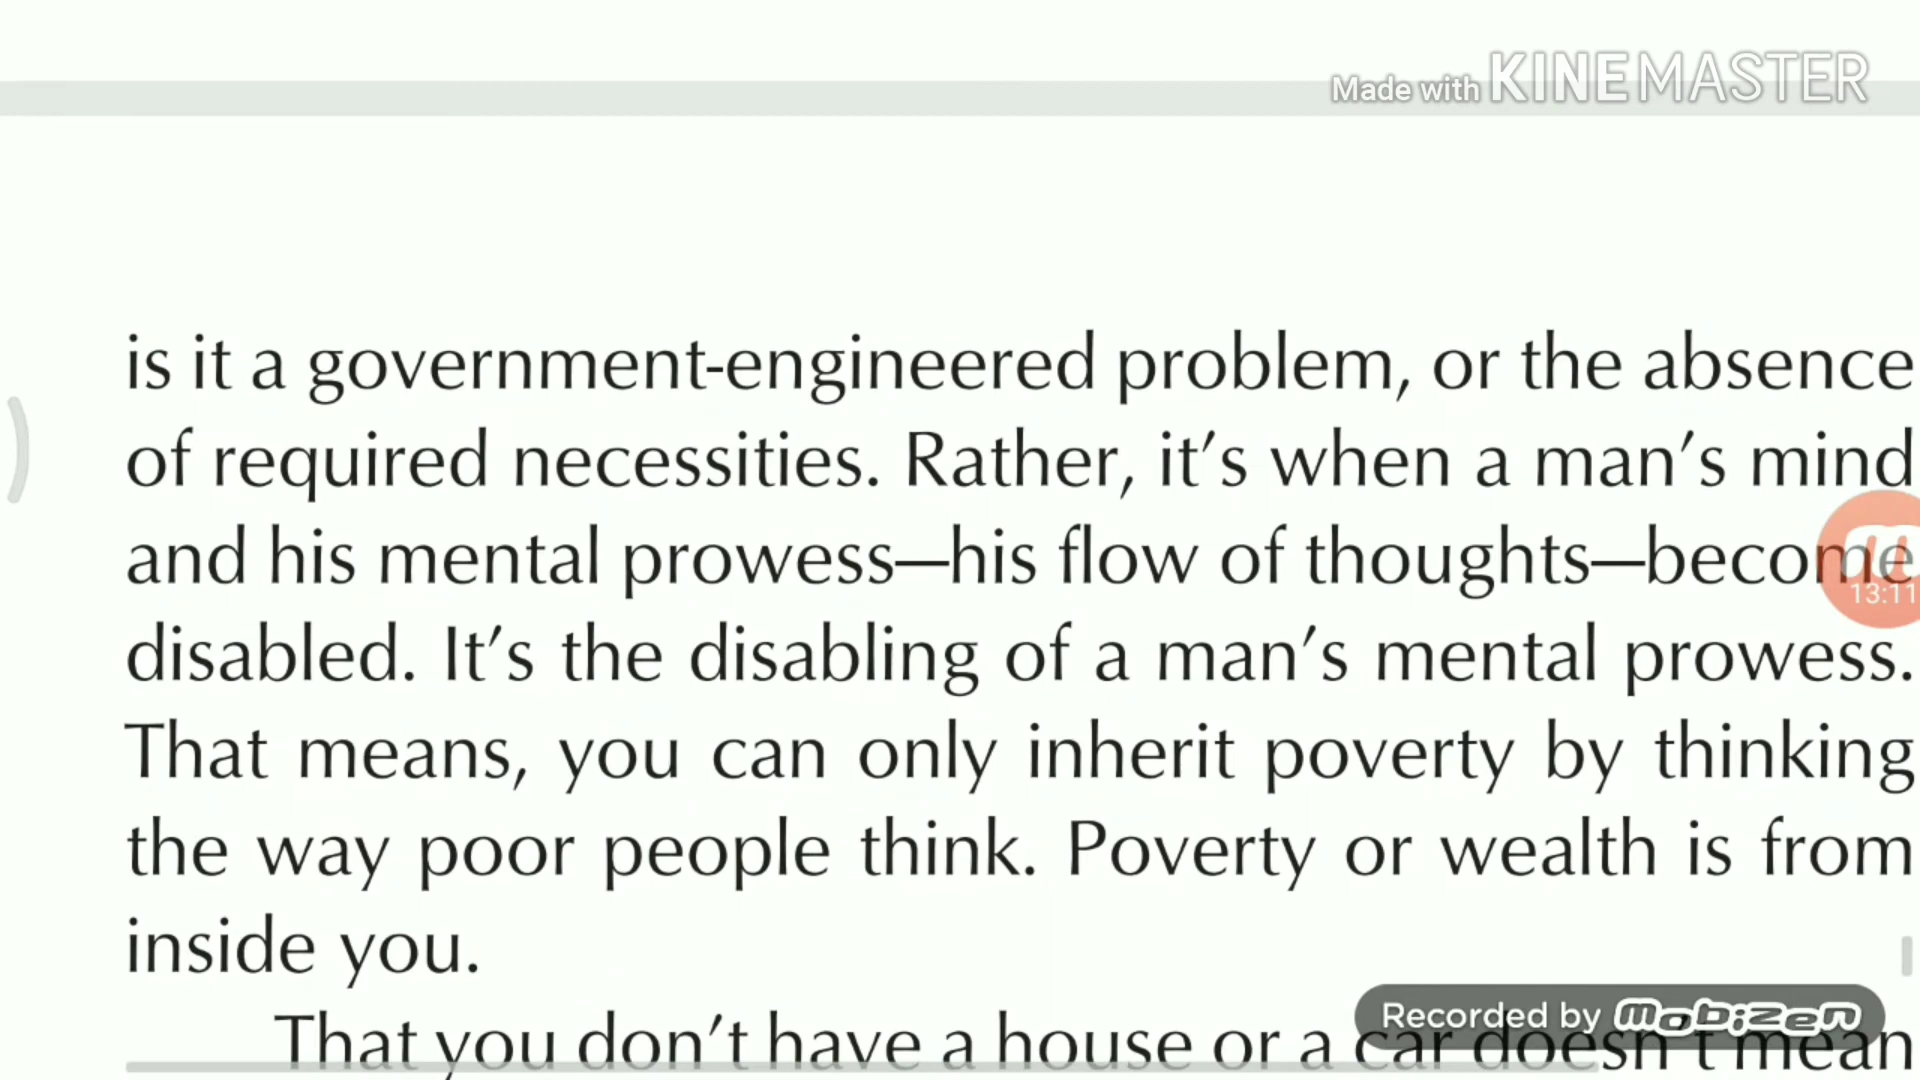 Made with KINEMASTER
is it a government-engineered problem, or the absence
of required necessities. Rather, it's when a man's mind
and his mental prowess—his flow of thoughts—become
13:11
disabled. It's the disabling of a man's mental prowess.
That means, you can only inherit poverty by thinking
the way poor people think. Poverty or wealth is from
inside you.
Recorded by mobizen
That you don't have a house or a car doesn't mean